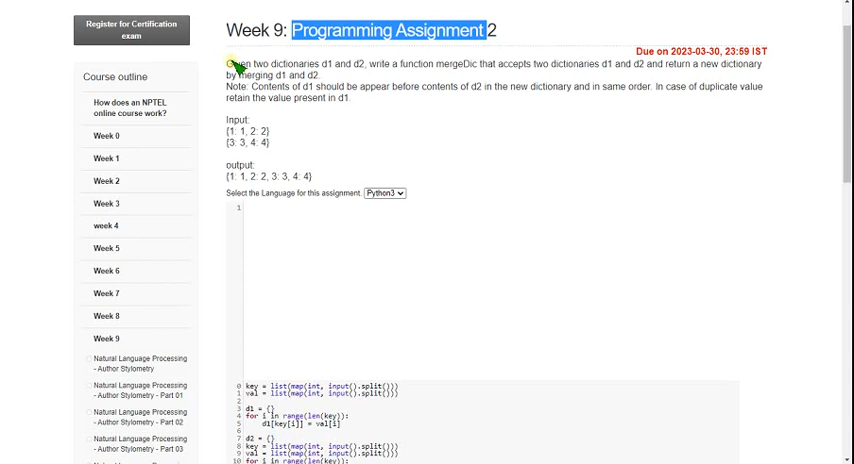 Register for Certification
exam
Course outline
How does an NPTEL
online course work?
Week 0
Week 1
Week 2
Week 3
week 4
Week 5
Week 6
Week 7
Week 8
Week 9
Natural Language Processing
- Author Stylometry
Natural Language Processing
- Author Stylometry - Part 01
Natural Language Processing
- Author Stylometry - Part 02
Natural Language Processing
- Author Stylometry - Part 03
Week 9: Programming Assignment 2
Due on 2023-03-30, 23:59 IST
Given two dictionaries d1 and d2, write a function mergeDic that accepts two dictionaries d1 and d2 and return a new dictionary
by merging d1 and d2.
Note: Contents of d1 should be appear before contents of d2 in the new dictionary and in same order. In case of duplicate value
retain the value present in d1.
Input:
{1: 1, 2: 2}
{3: 3, 4: 4}
output:
{1: 1, 2: 2, 3: 3, 4: 4}
Select the Language for this assignment. Python3
1
0 key = list(map(int, input().split()))
1 val = list(map(int, input().split()))
2
3 d1 = {}
4 for i in range(len(key)):
5 d1[key[i]] = val[i]
6
7 d2 = {}
8 key = list(map(int, input().split()))
9 val = list(map(int, input().split()))
10 for i in range(len(key)):